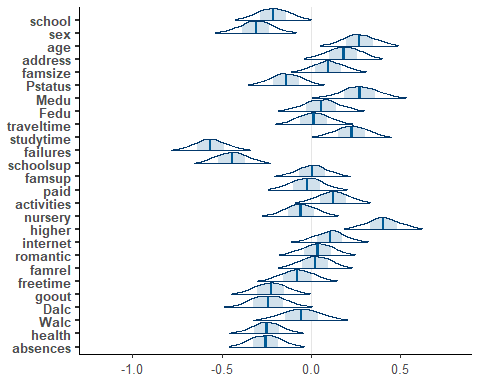 school
sex
age
address
famsize
Pstatus
Medu
Fedu
traveltime
studytime
failures
schoolsup
famsup
paid
activities
nursery
higher
internet
romantic
famrel
freetime
goout
Dalc
Walc
health
absences
-1.0 -0.5 0.0 0.5